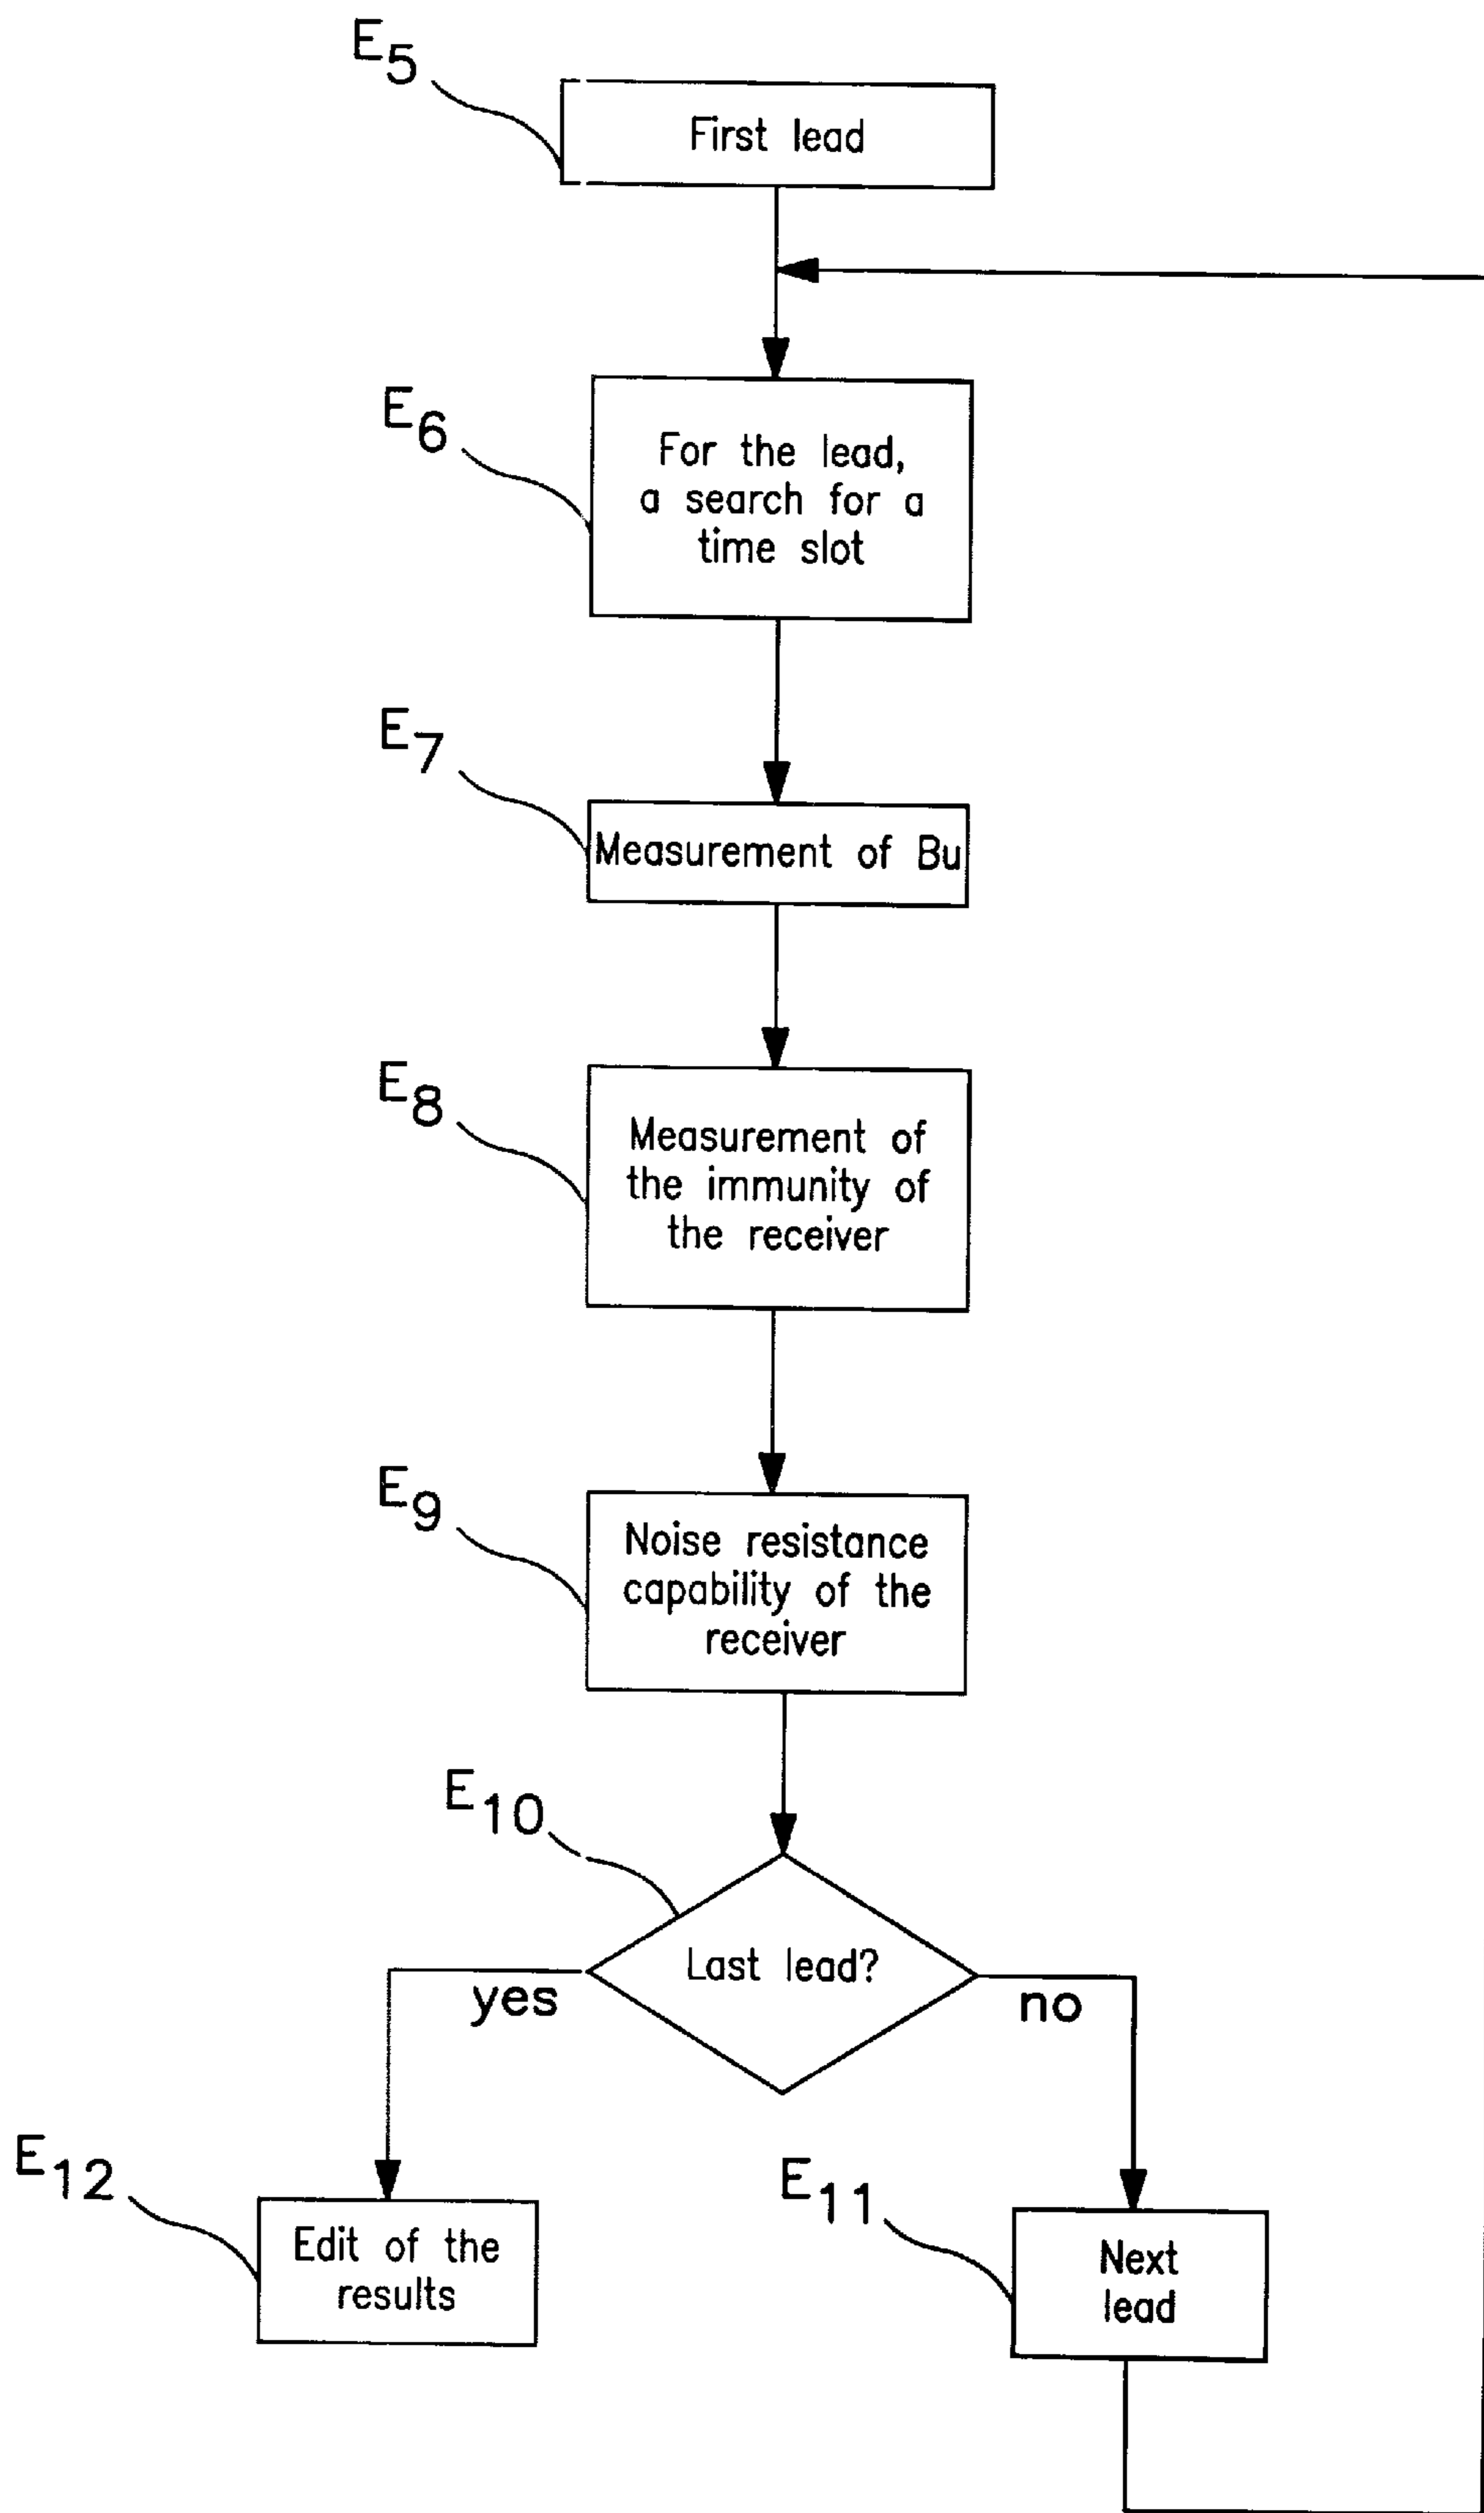 E5
First lead
E6
For the lead,
a search for a
time slot
E7
Measurement of Bu
E8
Measurement of
the immunity of
the receiver
E9
Noise resistance
capability of the
receiver
E10
Last lead?
yes
no
E12
Edit of the
results
E11
Next
lead